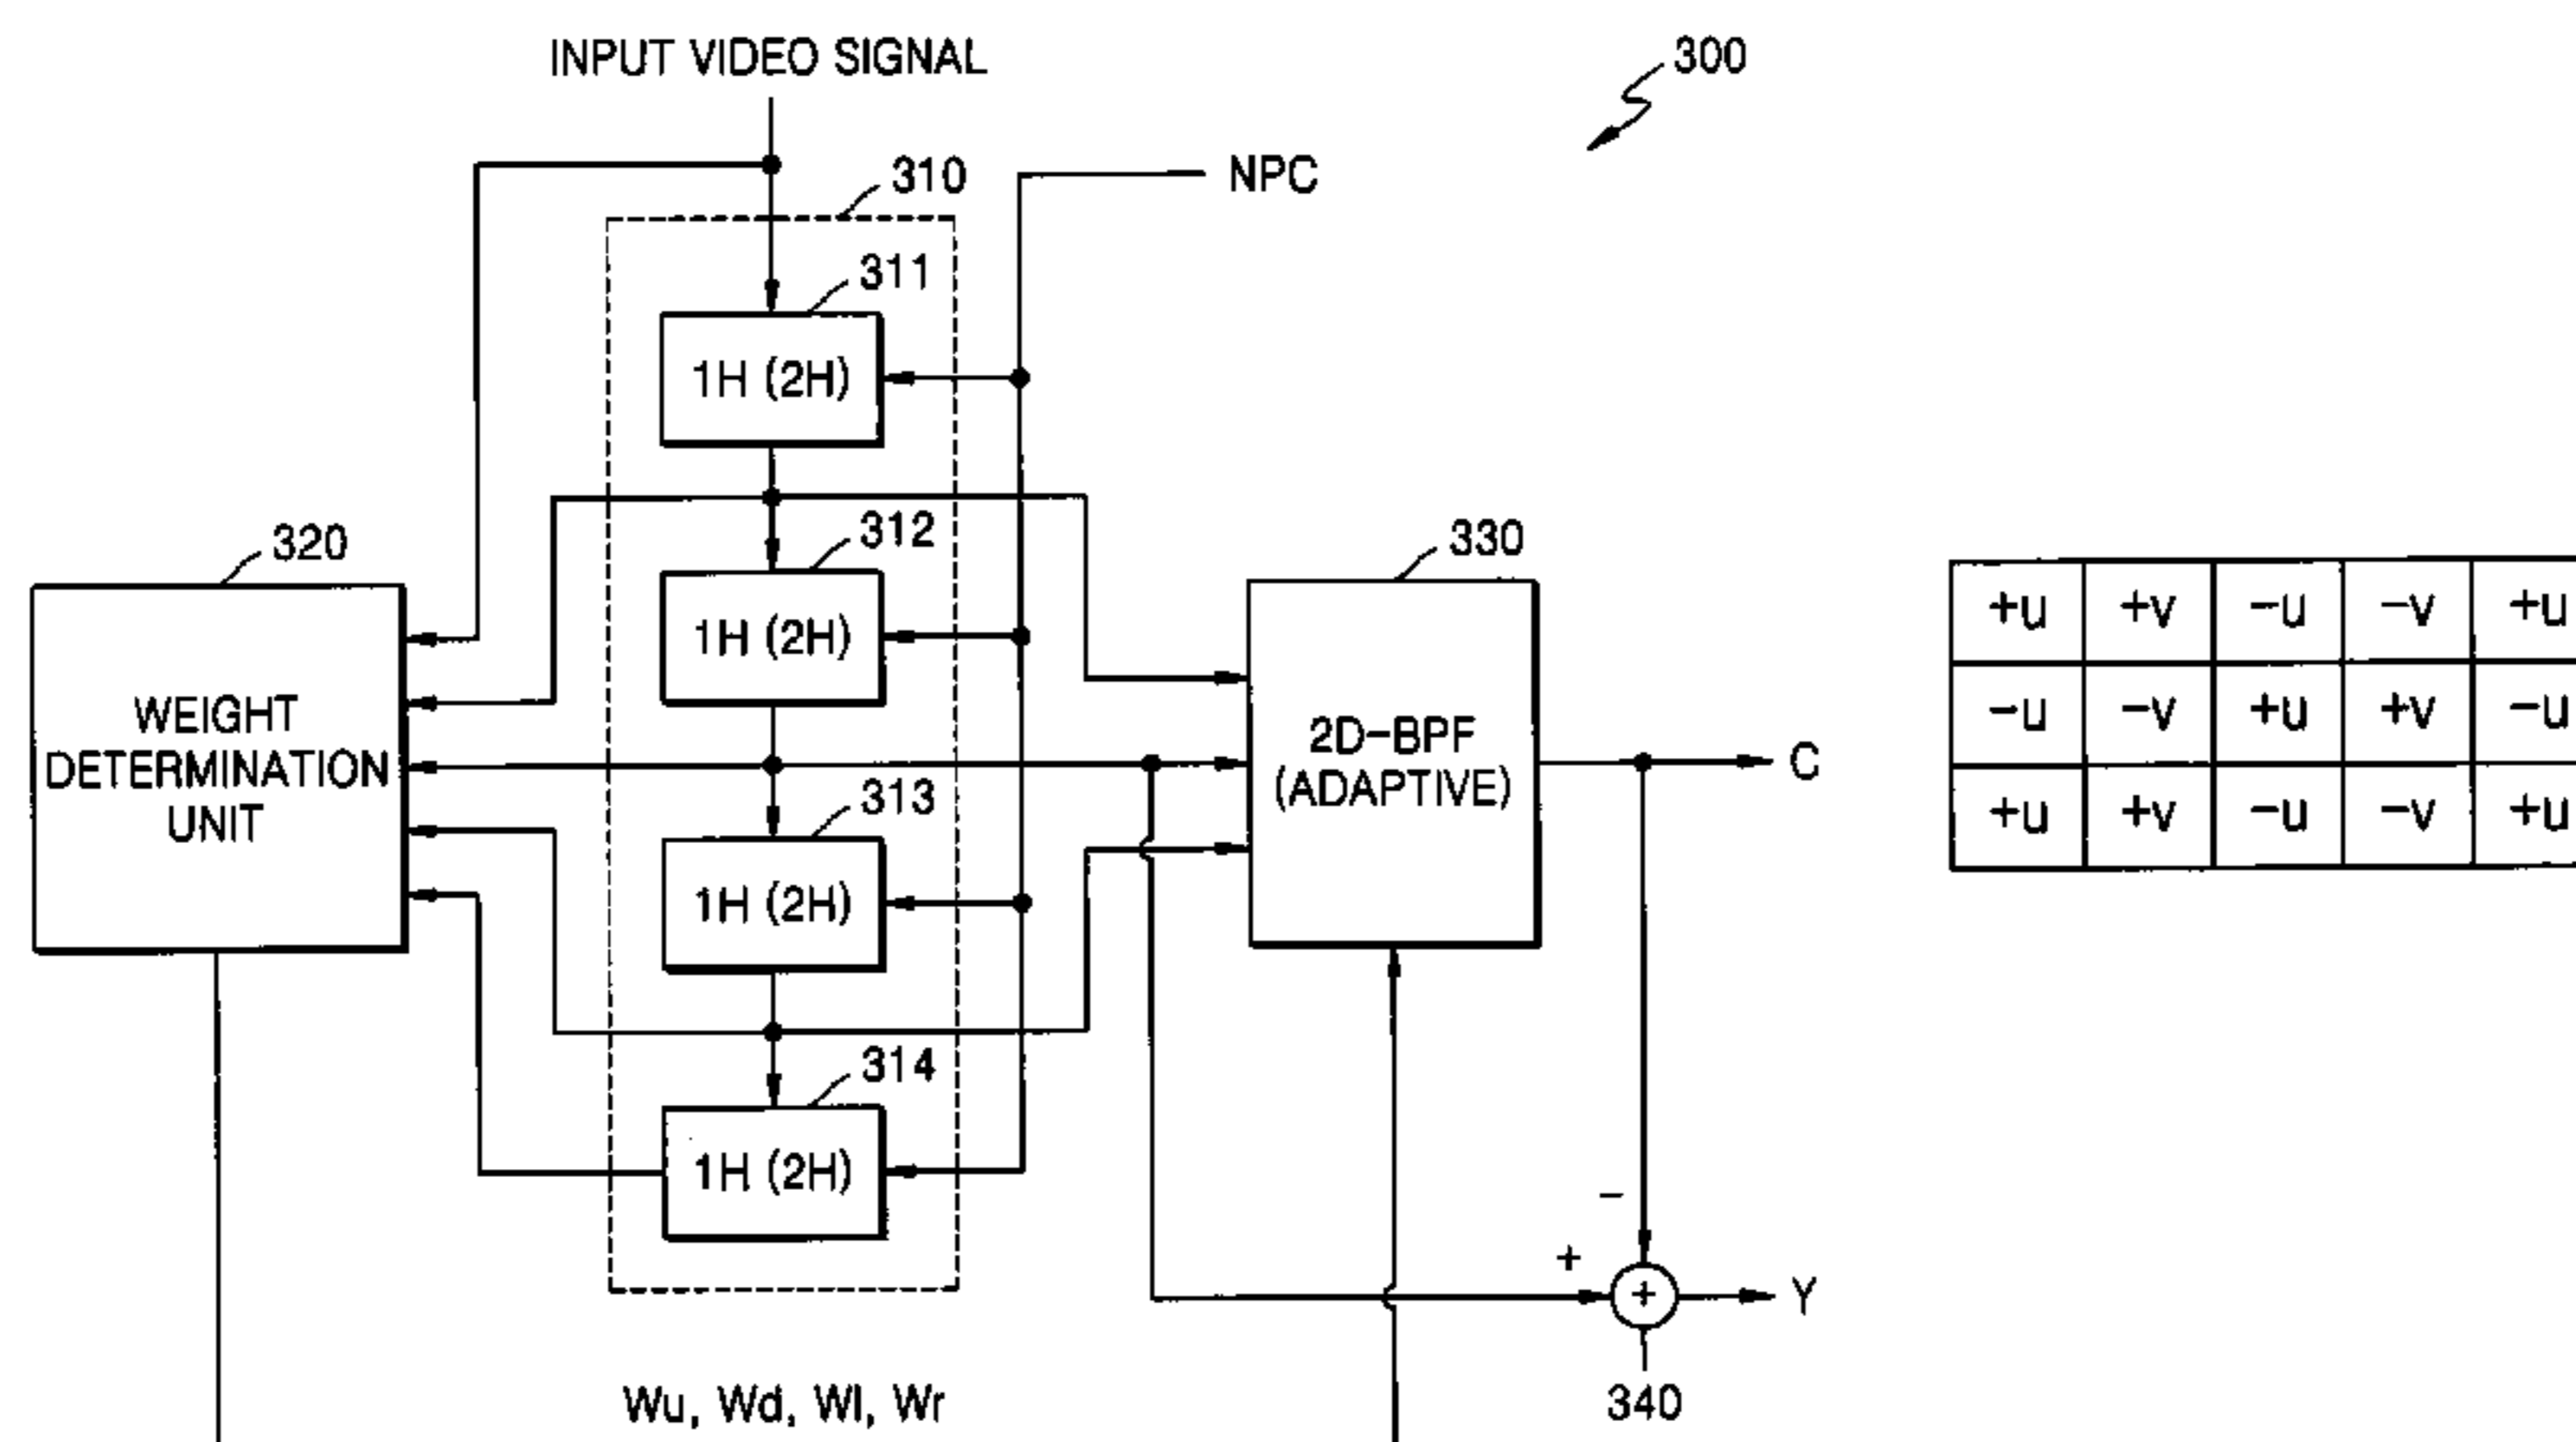 INPUT VIDEO SIGNAL
300
310
NPC
311
1H (2H)
312
1H (2H)
320
WEIGHT
DETERMINATION
UNIT
330
2D-BPF
(ADAPTIVE)
C
313
1H (2H)
314
1H (2H)
−
+
+
Y
340
Wu, Wd, Wl, Wr
+u +v −u −v +u
−u −v +u +v −u
+u +v −u −v +u